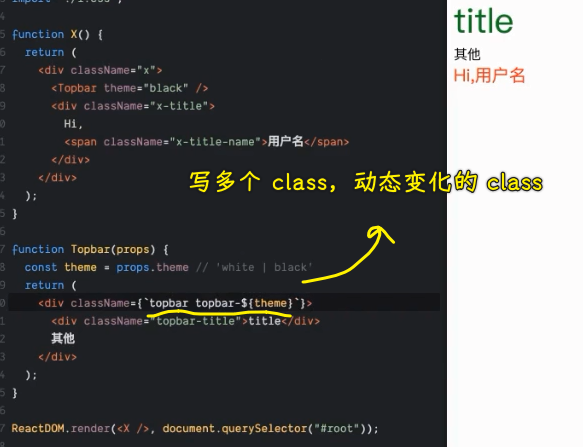 title
其他
Hi,用户名
function X() {
return (
<div className="x">
<Topbar theme="black" />
<div className="x-title">
Hi,
<span className="x-title-name">用户名</span>
</div>
</div>
);
}
写多个 class，动态变化的 class
function Topbar(props) {
const theme = props.theme // 'white | black'
return (
<div className={`topbar topbar-${theme}`}>
<div className="topbar-title">title</div>
其他
</div>
);
}
ReactDOM.render(<X />, document.querySelector("#root"));